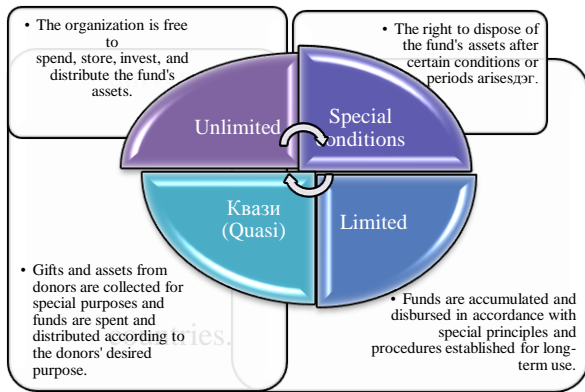 • The organization is free
to
spend, store, invest, and
distribute the fund's
assets.
• The right to dispose of
the fund's assets after
certain conditions or
periods arisesдэг.
Unlimited
Special
onditions
Квази
(Quasi)
Limited
• Gifts and assets from
donors are collected for
special purposes and
funds are spent and
distributed according to
the donors' desired
purpose.
countries.
• Funds are accumulated and
disbursed in accordance with
special principles and
procedures established for long-
term use.